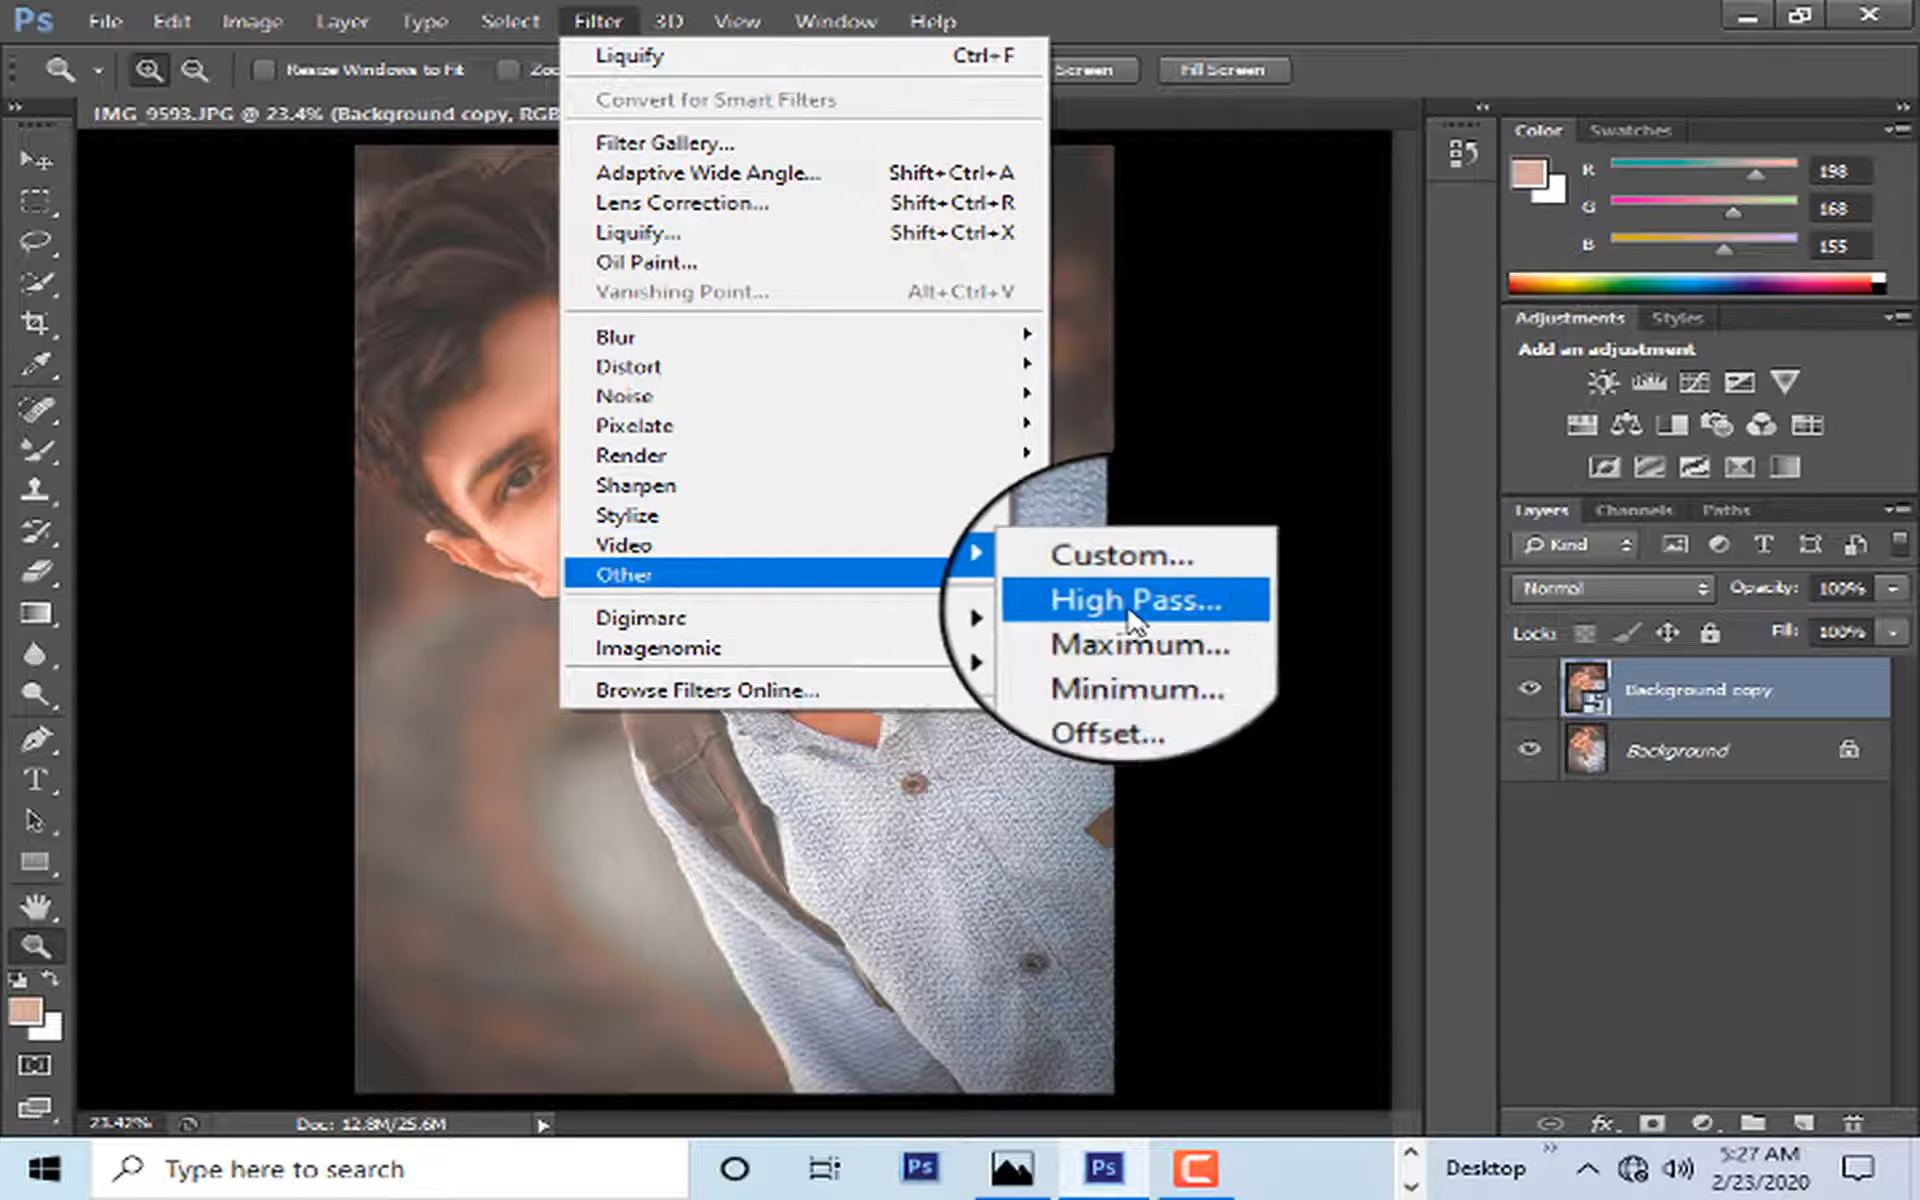 Ps File Edit Image Layer Type Select Filter 3D View Window Help
Resize Windows to Fit Zoo Screen Fill Screen
IMG_9593.JPG @ 23.4% (Background copy, RGB
Liquify Ctrl+F
Convert for Smart Filters
Filter Gallery...
Adaptive Wide Angle... Shift+Ctrl+A
Lens Correction... Shift+Ctrl+R
Liquify... Shift+Ctrl+X
Oil Paint...
Vanishing Point... Alt+Ctrl+V
Blur
Distort
Noise
Pixelate
Render
Sharpen
Stylize
Video
Other
Digimarc
Imagenomic
Browse Filters Online...
Custom...
High Pass...
Maximum...
Minimum...
Offset...
Color Swatches
R 198
G 168
B 155
Adjustments Styles
Add an adjustment
Layers Channels Paths
Kind
Normal Opacity: 100%
Lock: Fill: 100%
Background copy
Background
23.42% Doc: 12.8M/25.6M
Type here to search
Ps
Ps
Desktop
5:27 AM
2/23/2020